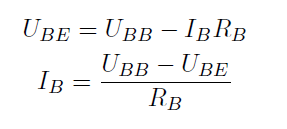 $U_{BE} = U_{BB} - I_B R_B$
$I_B = \frac{U_{BB} - U_{BE}}{R_B}$